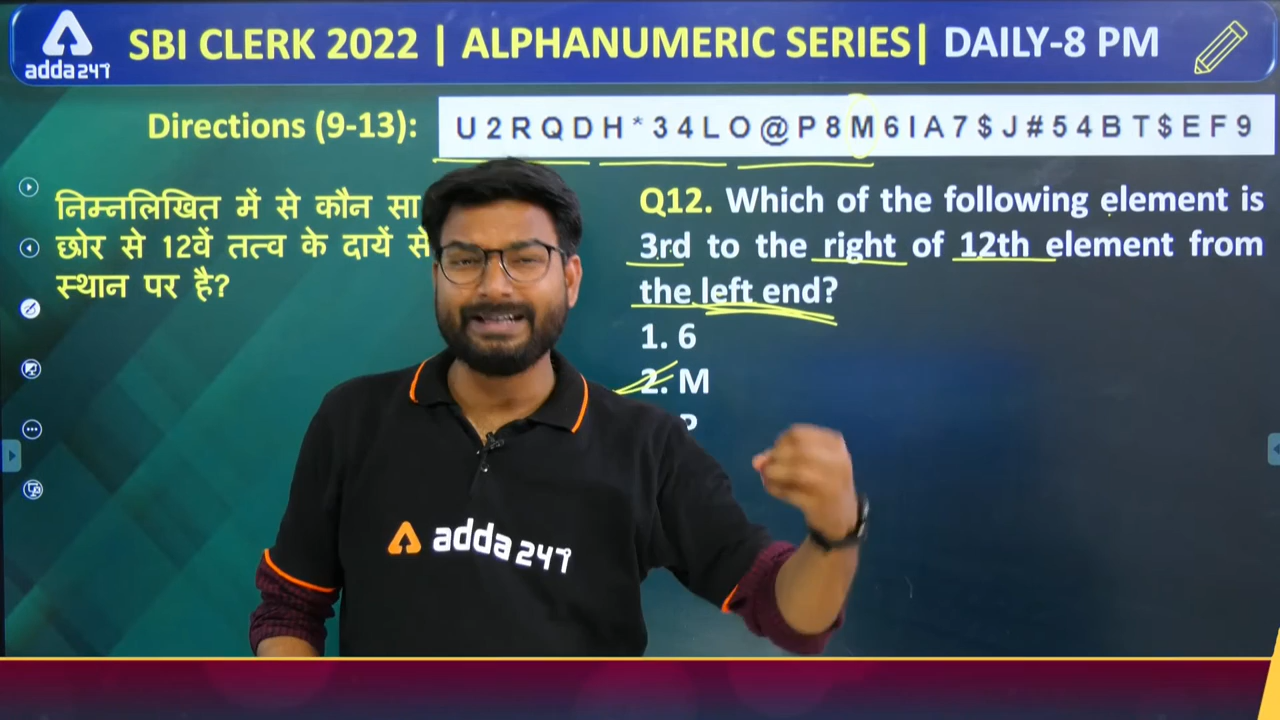 SBI CLERK 2022 | ALPHANUMERIC SERIES| DAILY-8 PM
adda247
Directions (9-13): U 2 R Q D H * 3 4 L O @ P 8 M 6 I A 7 $ J # 5 4 B T $ E F 9
निम्नलिखित में से कौन सा
छोर से 12वें तत्व के दायें से
स्थान पर है?
Q12. Which of the following element is
3rd to the right of 12th element from
the left end?
1. 6
2. M
P
adda247